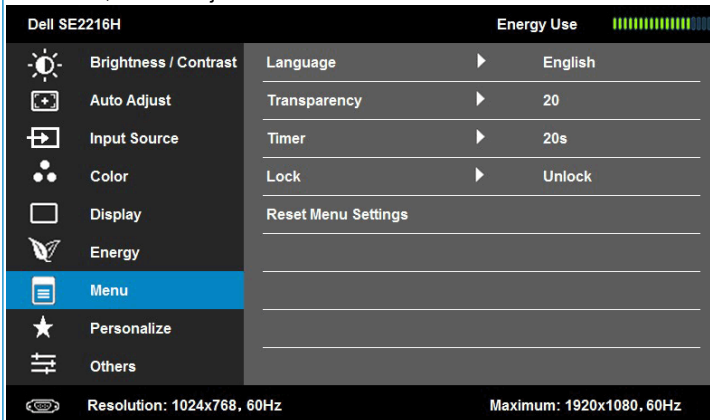 Dell SE2216H Energy Use
Brightness / Contrast Language English
Auto Adjust Transparency 20
Input Source Timer 20s
Color Lock Unlock
Display Reset Menu Settings
Energy
Menu
Personalize
Others
Resolution: 1024x768, 60Hz Maximum: 1920x1080, 60Hz